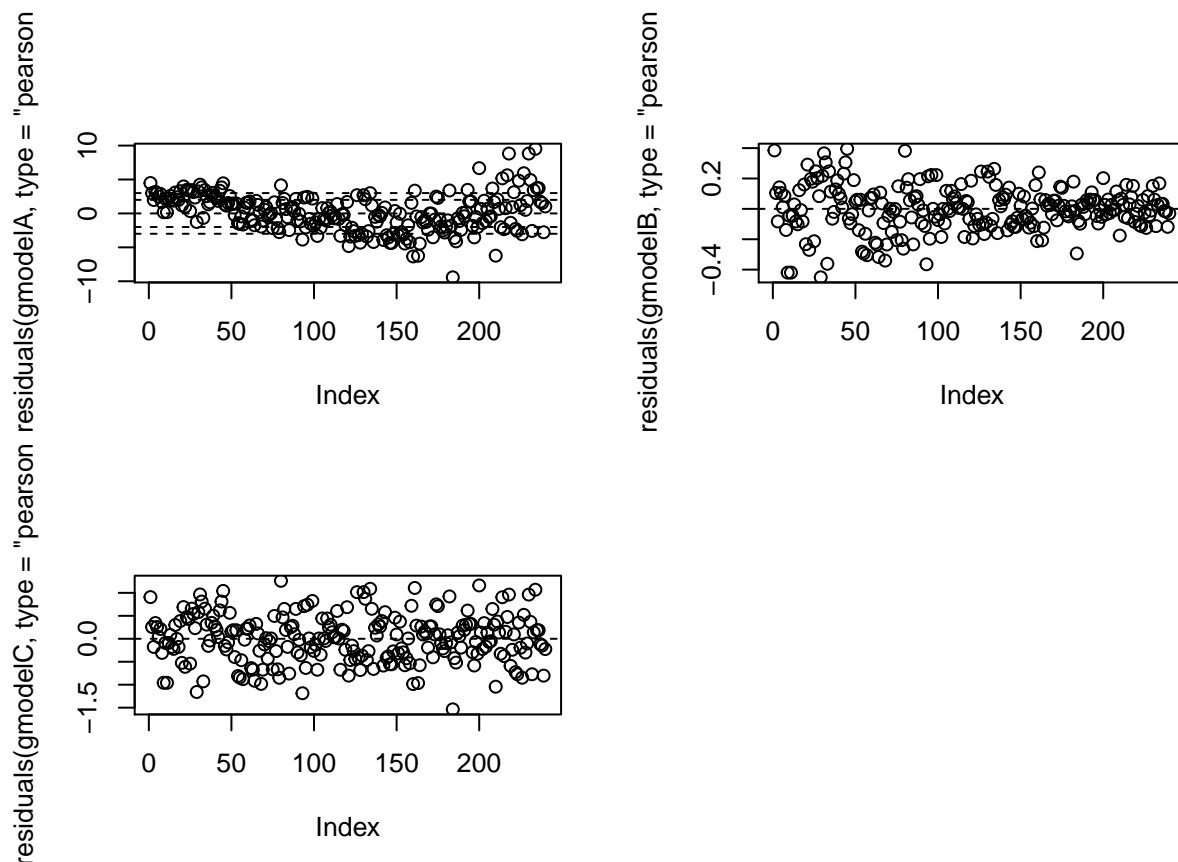 residuals(gmodelA, type = "pearson
10
0
−10
0 50 100 150 200
Index
residuals(gmodelB, type = "pearson
0.2
−0.4
0 50 100 150 200
Index
residuals(gmodelC, type = "pearson
0.0
−1.5
0 50 100 150 200
Index